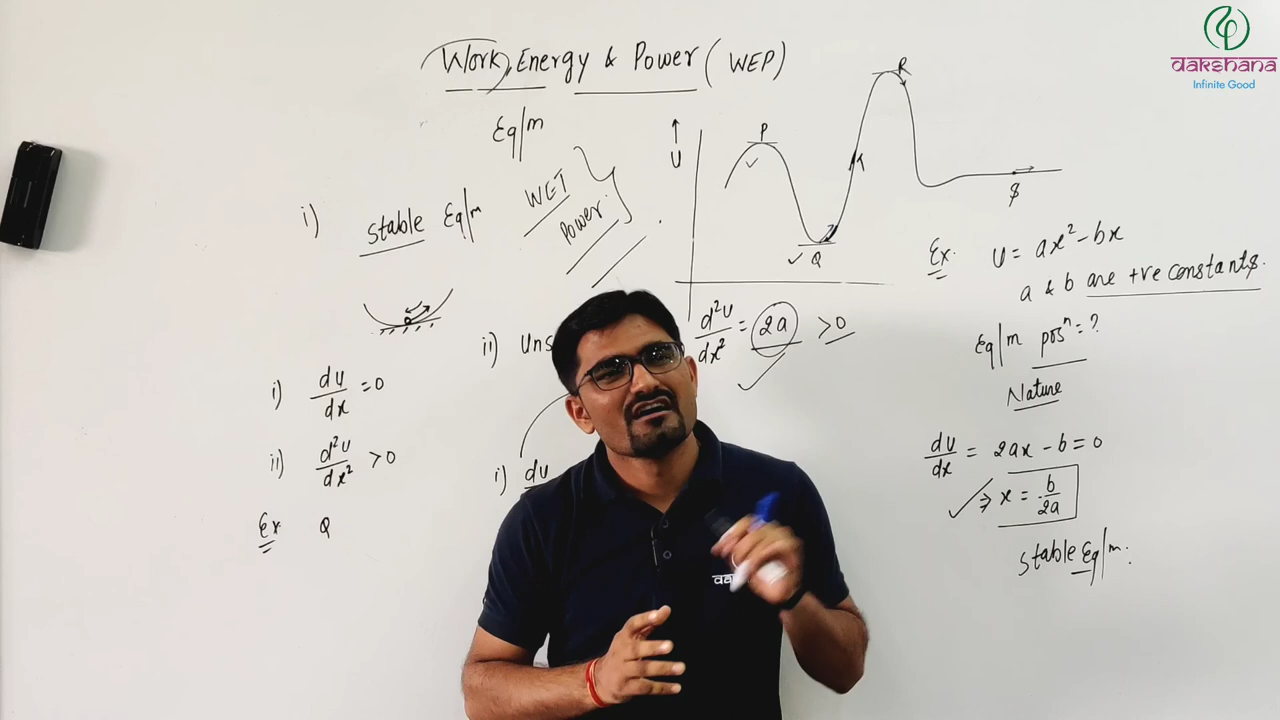 Work, Energy & Power (WEP)
Eq/m
i) stable Eq/m
WET
Power
i) du/dx = 0
ii) d²u/dx² > 0
Ex Q
ii) Uns
i) du
U
P
Q
R
S
d²U/dx² = 2a > 0
Ex. U = ax² - bx
a & b are +ve constants.
Eq/m posⁿ = ?
Nature
du/dx = 2ax - b = 0
⇒ x = b/2a
stable Eq/m.
dakshana
Infinite Good